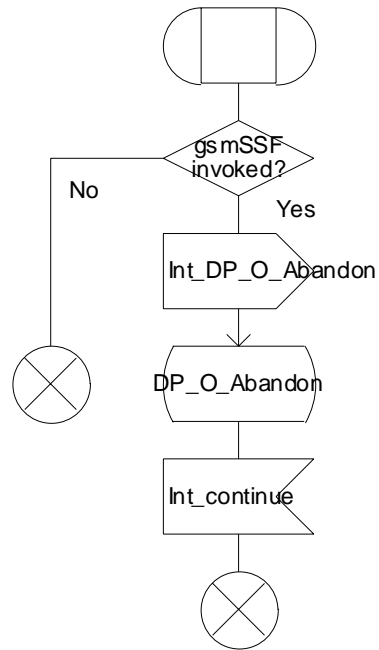 gsmSSF
invoked?
No
Yes
Int_DP_O_Abandon
DP_O_Abandon
Int_continue